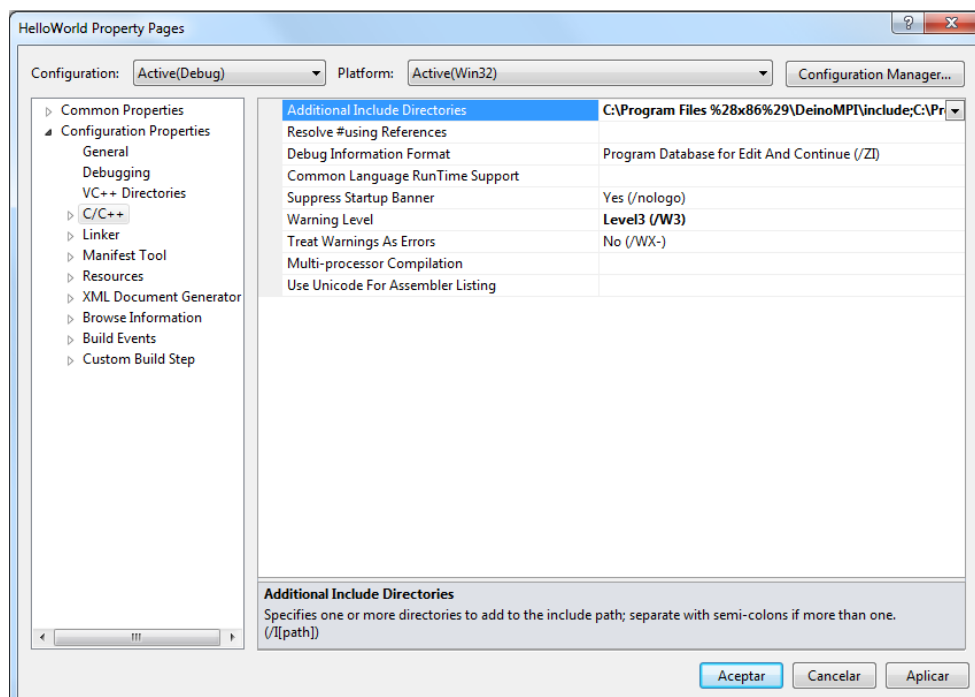 HelloWorld Property Pages
Configuration: Active(Debug) Platform: Active(Win32) Configuration Manager...
Common Properties
Configuration Properties
General
Debugging
VC++ Directories
C/C++
Linker
Manifest Tool
Resources
XML Document Generator
Browse Information
Build Events
Custom Build Step
Additional Include Directories C:\Program Files %28x86%29\DeinoMPI\include;C:\Pr
Resolve #using References
Debug Information Format Program Database for Edit And Continue (/ZI)
Common Language RunTime Support
Suppress Startup Banner Yes (/nologo)
Warning Level Level3 (/W3)
Treat Warnings As Errors No (/WX-)
Multi-processor Compilation
Use Unicode For Assembler Listing
Additional Include Directories
Specifies one or more directories to add to the include path; separate with semi-colons if more than one.
(/I[path])
Aceptar Cancelar Aplicar